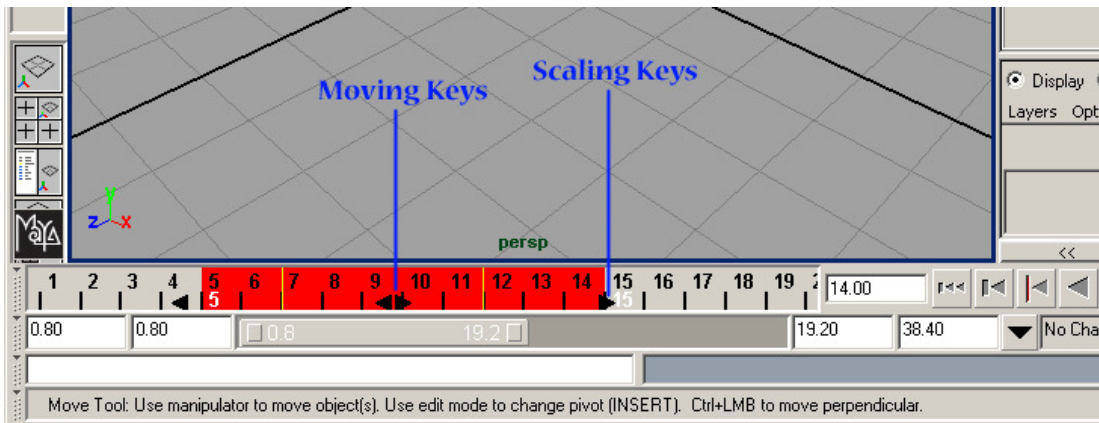 Scaling Keys
Moving Keys
Display
Layers Opt
y
z x
Maya
persp
<<
1 2 3 4 5 6 7 8 9 10 11 12 13 14 15 16 17 18 19 2 14.00
5 15
0.80 0.80 0.8 19.2 19.20 38.40 No Cha
Move Tool: Use manipulator to move object(s). Use edit mode to change pivot (INSERT). Ctrl+LMB to move perpendicular.